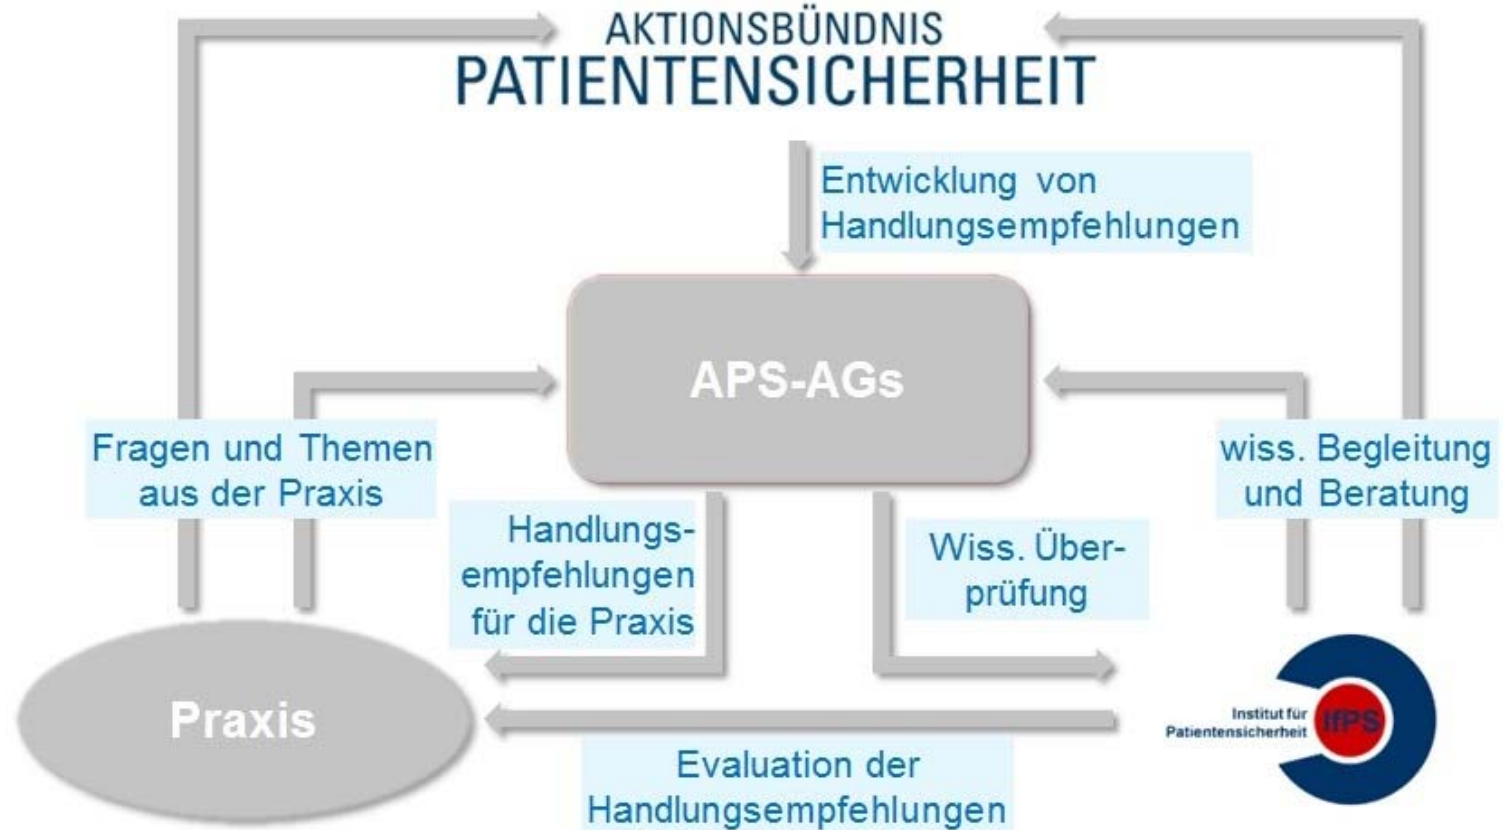 AKTIONSBÜNDNIS
PATIENTENSICHERHEIT
Entwicklung von
Handlungsempfehlungen
APS-AGs
Fragen und Themen
aus der Praxis
wiss. Begleitung
und Beratung
Handlungs-
empfehlungen
für die Praxis
Wiss. Über-
prüfung
Praxis
Institut für
Patientensicherheit
IfPS
Evaluation der
Handlungsempfehlungen